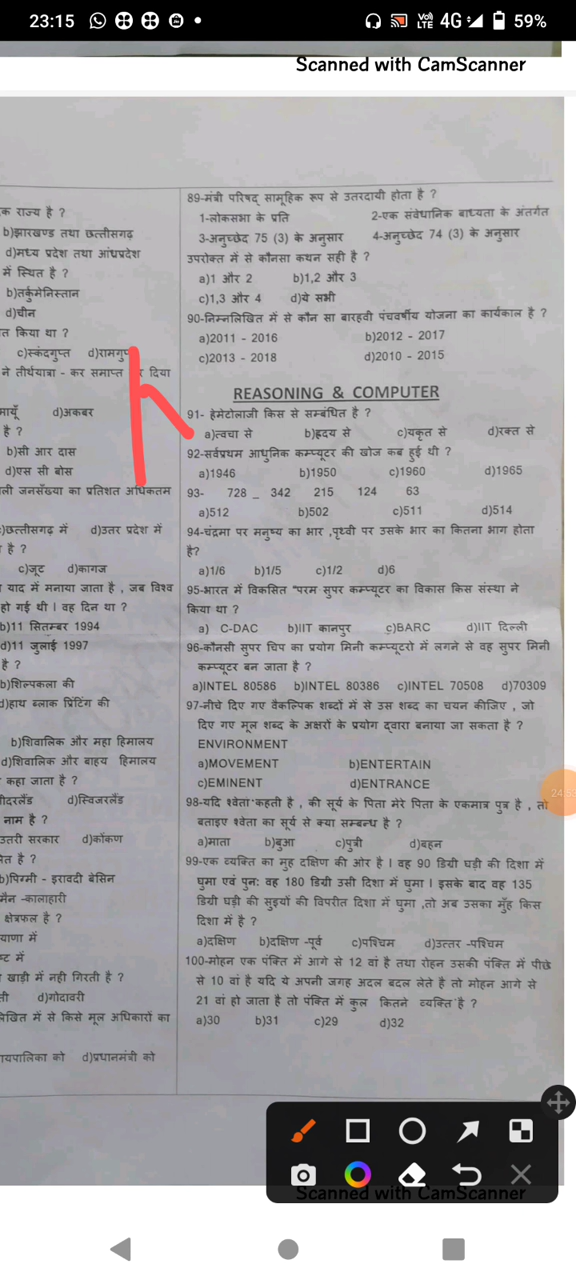 23:15
Vo)) LTE 4G 59%
Scanned with CamScanner
क राज्य है ?
b)झारखण्ड तथा छत्तीसगढ़
d)मध्य प्रदेश तथा आंध्रप्रदेश
में स्थित है ?
b)तर्कुमेनिस्तान
d)चीन
त किया था ?
c)स्कंदगुप्त d)रामगुप्त
ने तीर्थयात्रा - कर समाप्त कर दिया
मायूँ d)अकबर
है ?
b)सी आर दास
d)एस सी बोस
ली जनसँख्या का प्रतिशत अधिकतम
)छत्तीसगढ़ में d)उतर प्रदेश में
है ?
c)जूट d)कागज
याद में मनाया जाता है , जब विश्व
हो गई थी । वह दिन था ?
b)11 सितम्बर 1994
d)11 जुलाई 1997
है ?
b)शिल्पकला की
d)हाथ ब्लाक प्रिंटिंग की
b)शिवालिक और महा हिमालय
d)शिवालिक और बाहय हिमालय
कहा जाता है ?
ीदरलैंड d)स्विजरलैंड
नाम है ?
उतरी सरकार d)कोंकण
ेत है ?
b)पिग्मी - इरावदी बेसिन
मैन -कालाहारी
क्षेत्रफल है ?
याणा में
ष्ट में
खाड़ी में नही गिरती है ?
ती d)गोदावरी
लिखित में से किसे मूल अधिकारों का
यायपालिका को d)प्रधानमंत्री को
89-मंत्री परिषद् सामूहिक रूप से उतरदायी होता है ?
1-लोकसभा के प्रति 2-एक संवेधानिक बाध्यता के अंतर्गत
3-अनुच्छेद 75 (3) के अनुसार 4-अनुच्छेद 74 (3) के अनुसार
उपरोक्त में से कौनसा कथन सही है ?
a)1 और 2 b)1,2 और 3
c)1,3 और 4 d)ये सभी
90-निम्नलिखित में से कौन सा बारहवी पंचवर्षीय योजना का कार्यकाल है ?
a)2011 - 2016 b)2012 - 2017
c)2013 - 2018 d)2010 - 2015
REASONING & COMPUTER
91- हेमेटोलाजी किस से सम्बंधित है ?
a)त्वचा से b)ह्रदय से c)यकृत से d)रक्त से
92-सर्वप्रथम आधुनिक कम्प्यूटर की खोज कब हुई थी ?
a)1946 b)1950 c)1960 d)1965
93- 728 _ 342 215 124 63
a)512 b)502 c)511 d)514
94-चंद्रमा पर मनुष्य का भार ,पृथ्वी पर उसके भार का कितना भाग होता
है?
a)1/6 b)1/5 c)1/2 d)6
95-भारत में विकसित "परम सुपर कम्प्यूटर का विकास किस संस्था ने
किया था ?
a) C-DAC b)IIT कानपुर c)BARC d)IIT दिल्ली
96-कौनसी सुपर चिप का प्रयोग मिनी कम्प्यूटरो में लगने से वह सुपर मिनी
कम्प्यूटर बन जाता है ?
a)INTEL 80586 b)INTEL 80386 c)INTEL 70508 d)70309
97-नीचे दिए गए वैकल्पिक शब्दों में से उस शब्द का चयन कीजिए , जो
दिए गए मूल शब्द के अक्षरों के प्रयोग द्वारा बनाया जा सकता है ?
ENVIRONMENT
a)MOVEMENT b)ENTERTAIN
c)EMINENT d)ENTRANCE
98-यदि श्वेता कहती है , की सूर्य के पिता मेरे पिता के एकमात्र पुत्र है , तो
बताइए श्वेता का सूर्य से क्या सम्बन्ध है ?
a)माता b)बुआ c)पुत्री d)बहन
99-एक व्यक्ति का मुह दक्षिण की ओर है । वह 90 डिग्री घड़ी की दिशा में
घुमा एवं पुन: वह 180 डिग्री उसी दिशा में घुमा । इसके बाद वह 135
डिग्री घड़ी की सुइयों की विपरीत दिशा में घुमा ,तो अब उसका मुँह किस
दिशा में है ?
a)दक्षिण b)दक्षिण -पूर्व c)पश्चिम d)उत्तर -पश्चिम
100-मोहन एक पंक्ति में आगे से 12 वां है तथा रोहन उसकी पंक्ति में पीछे
से 10 वां है यदि ये अपनी जगह अदल बदल लेते है तो मोहन आगे से
21 वां हो जाता है तो पंक्ति में कुल कितने व्यक्ति है ?
a)30 b)31 c)29 d)32
Scanned with CamScanner